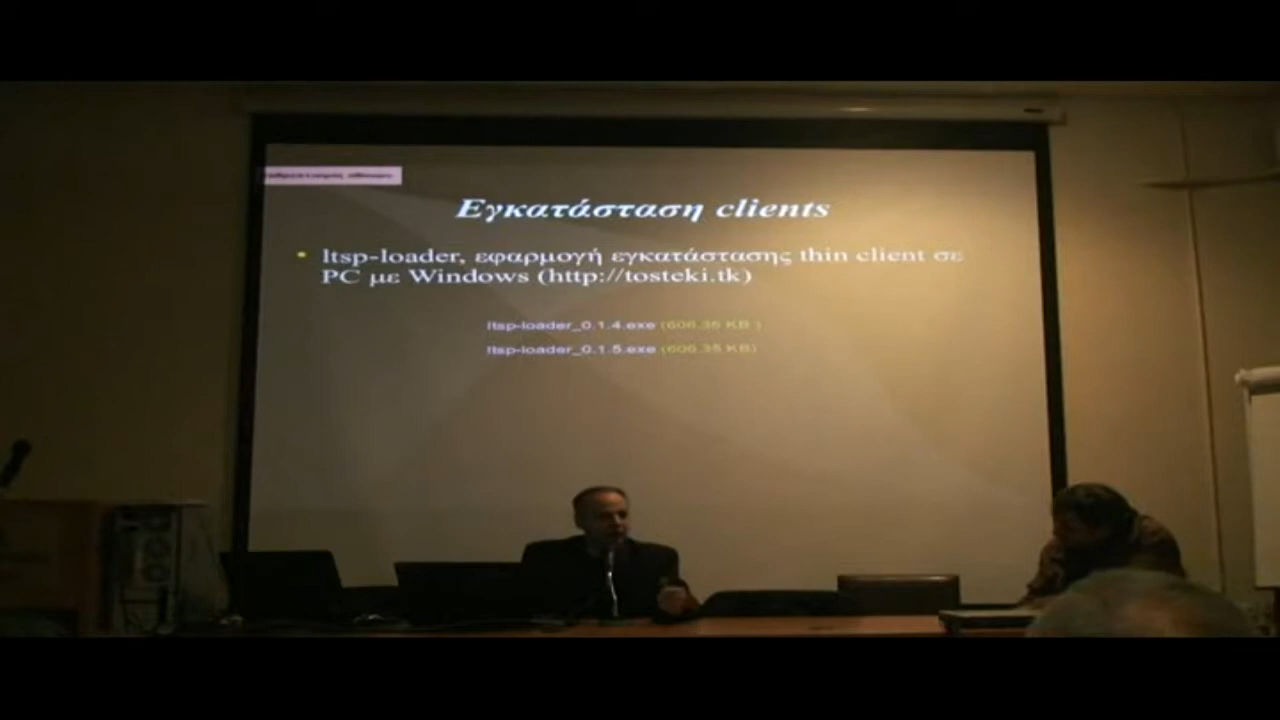 Εγκατάσταση clients
• ltsp-loader, εφαρμογή εγκατάστασης thin client σε
PC με Windows (http://tosteki.tk)
ltsp-loader_0.1.4.exe (606.35 KB )
ltsp-loader_0.1.5.exe (606.35 KB)